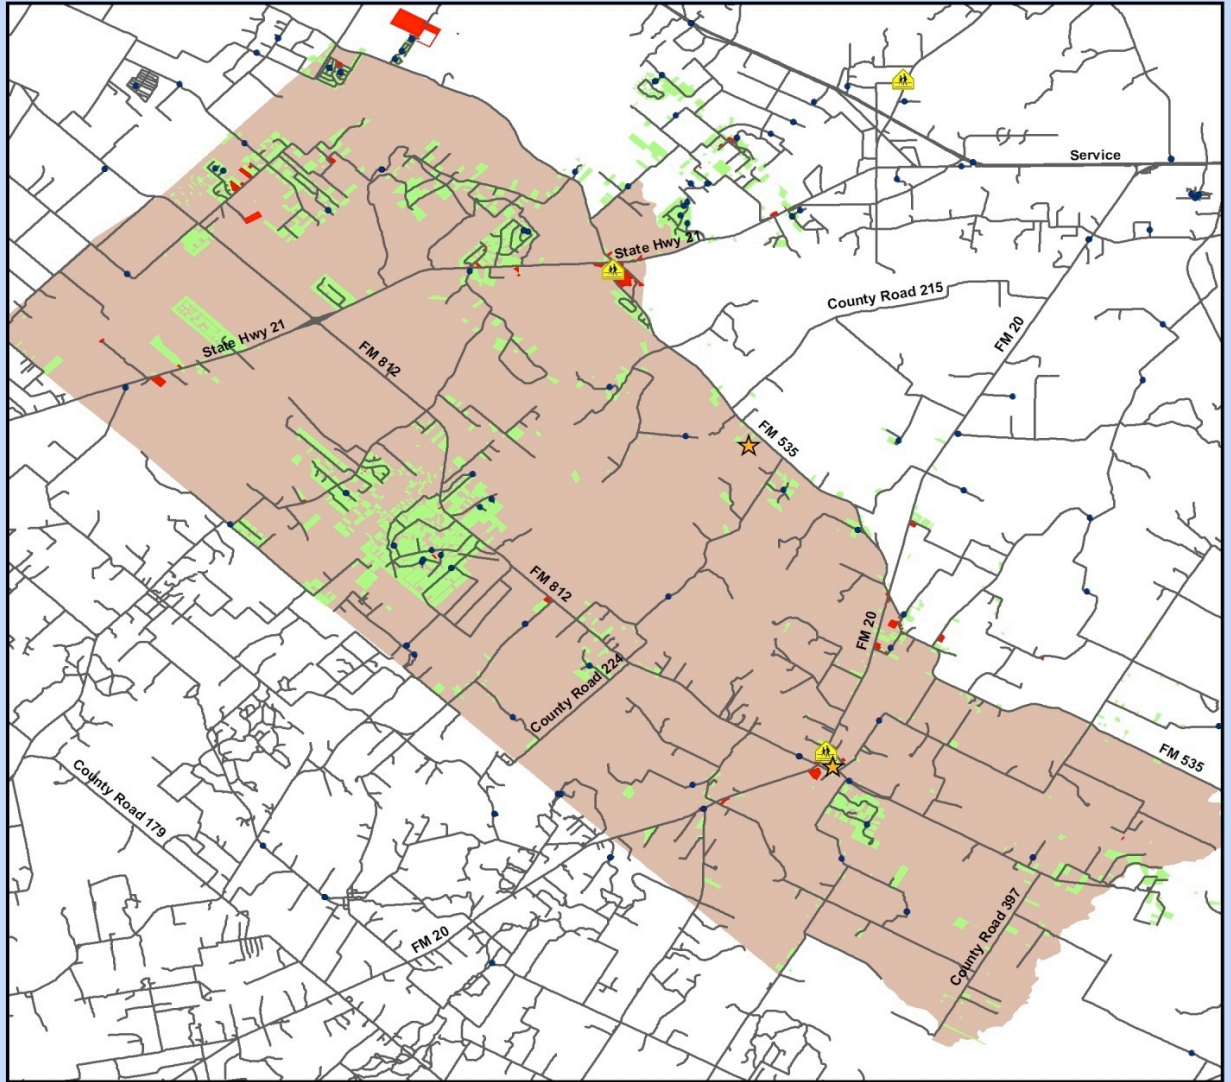 Service
State Hwy 21
County Road 215
State Hwy 21
FM 20
FM 812
FM 535
FM 812
FM 20
County Road 224
FM 535
County Road 179
County Road 397
FM 20